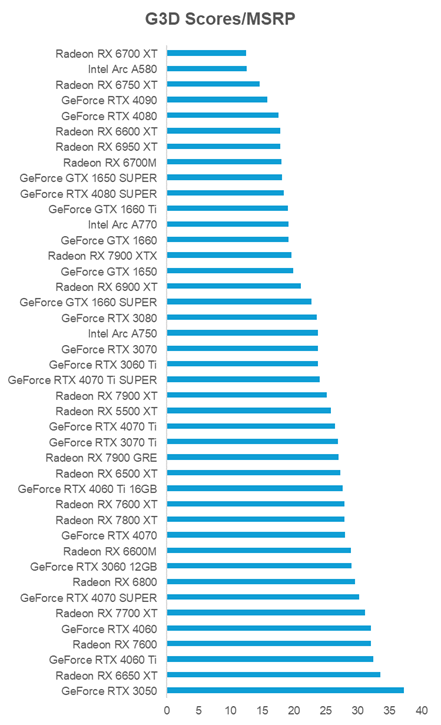 G3D Scores/MSRP
Radeon RX 6700 XT
Intel Arc A580
Radeon RX 6750 XT
GeForce RTX 4090
GeForce RTX 4080
Radeon RX 6600 XT
Radeon RX 6950 XT
Radeon RX 6700M
GeForce GTX 1650 SUPER
GeForce RTX 4080 SUPER
GeForce GTX 1660 Ti
Intel Arc A770
GeForce GTX 1660
Radeon RX 7900 XTX
GeForce GTX 1650
Radeon RX 6900 XT
GeForce GTX 1660 SUPER
GeForce RTX 3080
Intel Arc A750
GeForce RTX 3070
GeForce RTX 3060 Ti
GeForce RTX 4070 Ti SUPER
Radeon RX 7900 XT
Radeon RX 5500 XT
GeForce RTX 4070 Ti
GeForce RTX 3070 Ti
Radeon RX 7900 GRE
Radeon RX 6500 XT
GeForce RTX 4060 Ti 16GB
Radeon RX 7600 XT
Radeon RX 7800 XT
GeForce RTX 4070
Radeon RX 6600M
GeForce RTX 3060 12GB
Radeon RX 6800
GeForce RTX 4070 SUPER
Radeon RX 7700 XT
GeForce RTX 4060
Radeon RX 7600
GeForce RTX 4060 Ti
Radeon RX 6650 XT
GeForce RTX 3050
0 5 10 15 20 25 30 35 40